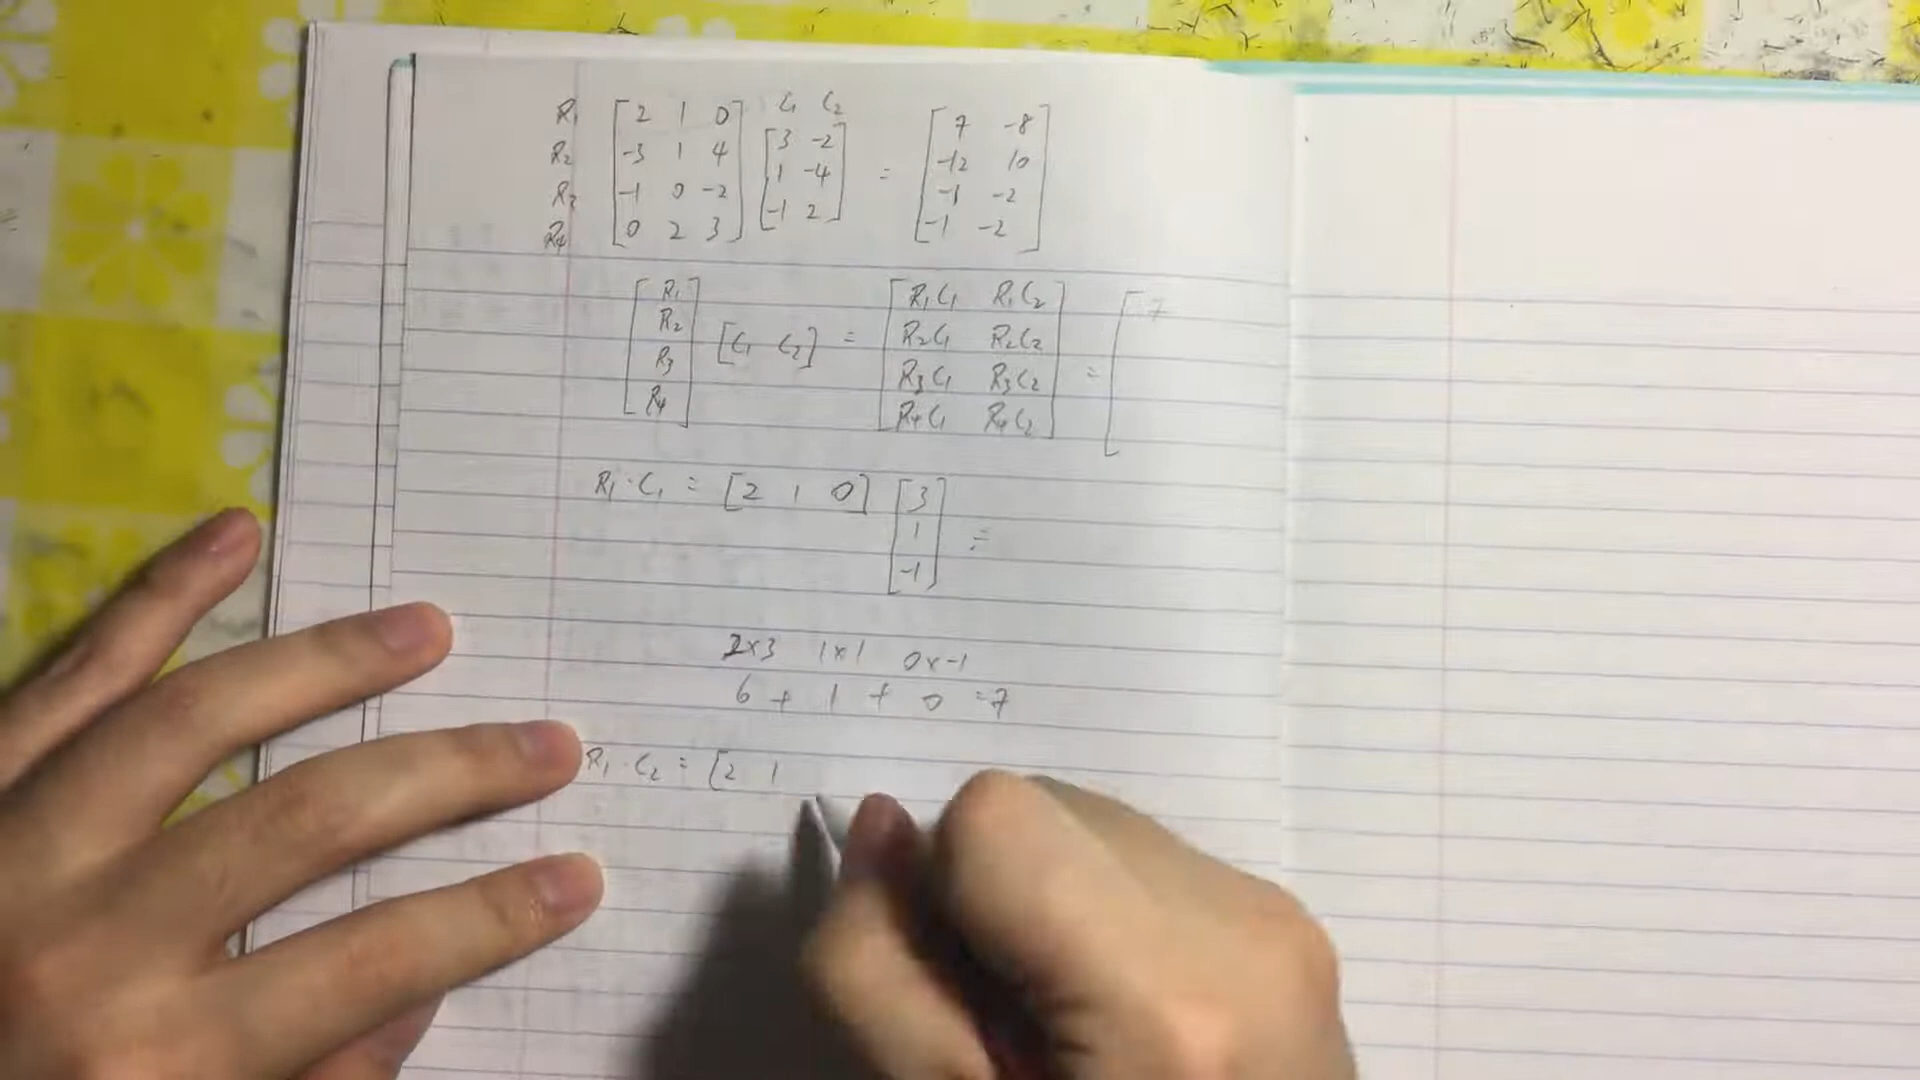 C₁ C₂
R₁ [2 1 0] [3 -2] [7 -8]
R₂ [-3 1 4] [1 -4] = [-12 10]
R₃ [-1 0 -2] [-1 2] [-1 -2]
R₄ [0 2 3] [-1 -2]
[R₁ R₂ R₃ R₄] [C₁ C₂] = [R₁C₁ R₁C₂
R₂C₁ R₂C₂
R₃C₁ R₃C₂
R₄C₁ R₄C₂] = [7
R₁ · C₁ = [2 1 0] [3
1
-1] =
2x3 1x1 0x-1
6 + 1 + 0 = 7
R₁ · C₂ = [2 1